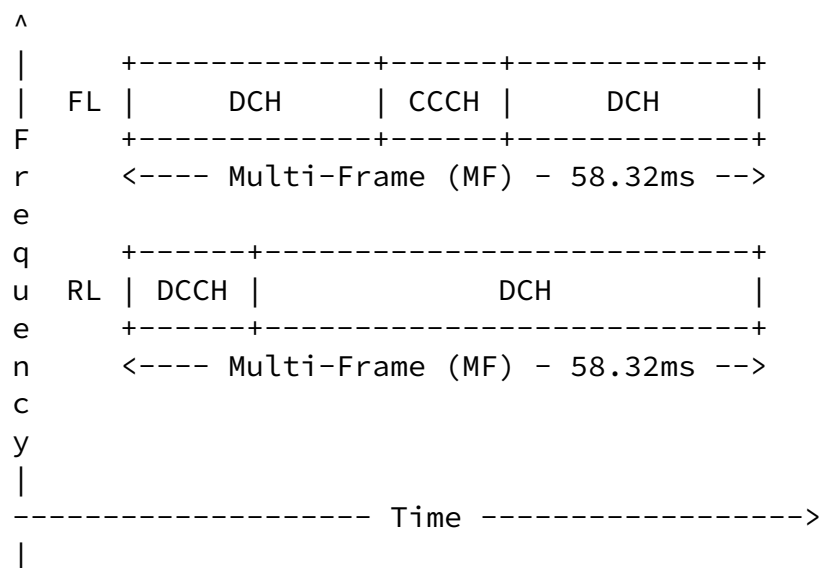 ^
|      +-------------+------+-------------+
|  FL |      DCH      | CCCH |     DCH      |
F      +-------------+------+-------------+
r      <---- Multi-Frame (MF) - 58.32ms -->
e
q      +------+---------------------------+
u  RL | DCCH |             DCH            |
e      +------+---------------------------+
n      <---- Multi-Frame (MF) - 58.32ms -->
c
y
|
-------------------- Time ------------------>
|